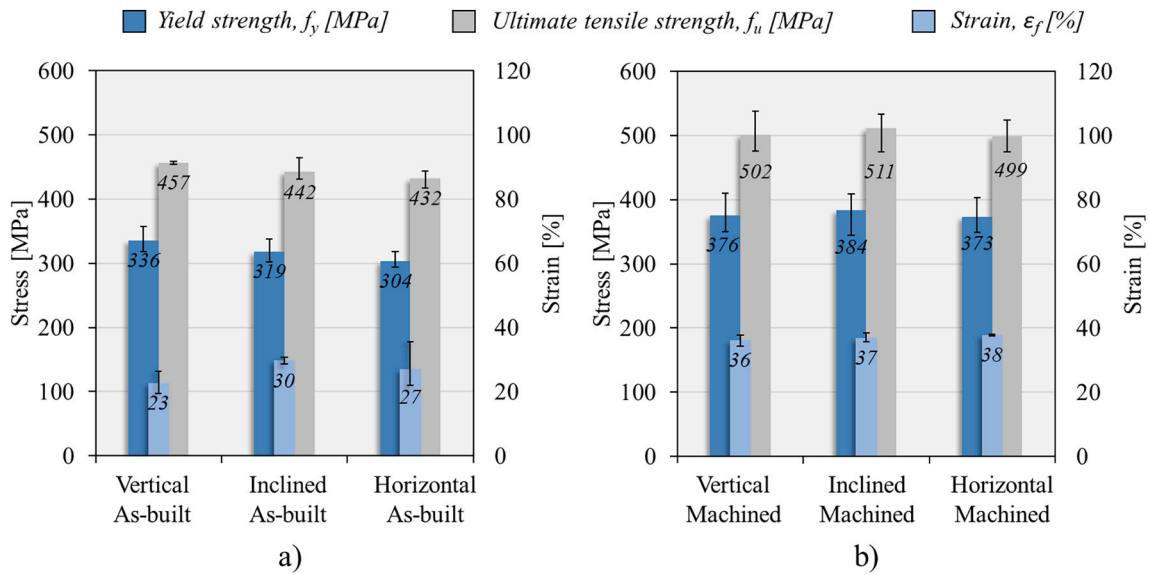 Yield strength, fy [MPa]
Ultimate tensile strength, fu [MPa]
Strain, εf [%]
600
500
400
300
200
100
0
Stress [MPa]
120
100
80
60
40
20
0
Strain [%]
457
442
432
336
319
304
23
30
27
Vertical
As-built
Inclined
As-built
Horizontal
As-built
a)
600
500
400
300
200
100
0
Stress [MPa]
120
100
80
60
40
20
0
Strain [%]
502
511
499
376
384
373
36
37
38
Vertical
Machined
Inclined
Machined
Horizontal
Machined
b)